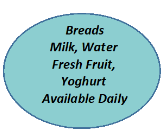 Breads
Milk, Water
Fresh Fruit,
Yoghurt
Available Daily